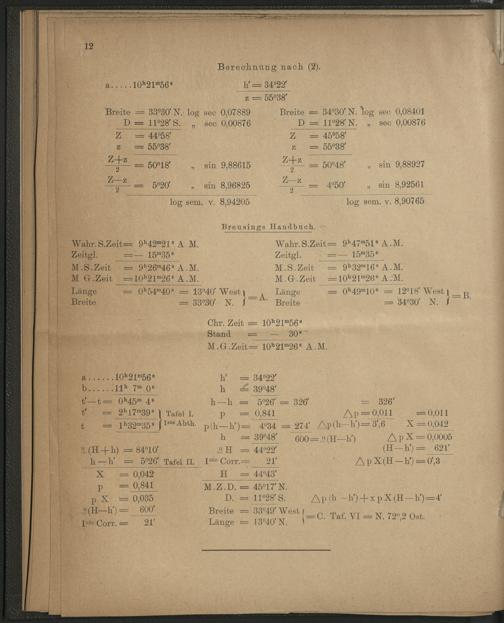 12
Berechnung nach (2).
a.....10h21m56s h' = 34°22'
z = 55°38'
Breite = 33°30' N. log sec 0,07889
D = 11°28' S. „ sec 0,00876
Z = 44°58'
z = 55°38'
Z+z/2 = 50°18' „ sin 9,88615
Z—z/2 = 5°20' „ sin 8,96825
log sem. v. 8,94205
Breite = 34°30' N. log sec 0,08401
D = 11°28' N. „ sec 0,00876
Z = 45°58'
z = 55°38'
Z+z/2 = 50°48' „ sin 9,88927
Z—z/2 = 4°50' „ sin 8,92561
log sem. v. 8,90765
Breusings Handbuch.
Wahr.S.Zeit = 9h42m21s A.M.
Zeitgl. = — 15m35s
M.S.Zeit = 9h26m46s A.M.
M.G.Zeit = 10h21m26s A.M.
Länge = 0h54m40s = 13°40' West } = A.
Breite = 33°30' N.
Wahr.S.Zeit = 9h47m51s A.M.
Zeitgl. = — 15m35s
M.S.Zeit = 9h32m16s A.M.
M.G.Zeit = 10h21m26s A.M.
Länge = 0h49m10s = 12°18' West } = B.
Breite = 34°30' N.
Chr. Zeit = 10h21m56s
Stand = — 30s
M.G.Zeit = 10h21m26s A.M.
a......10h21m56s h' = 34°22'
b......11h 7m 0s h = 39°48'
t'—t = 0h45m 4s h—h = 5°26' = 326' = 326'
t' = 2h17m39s } Tafel I. p = 0,841 △p = 0,011 = 0,011
t = 1h32m35s 1ste Abth. p(h—h') = 4°34 = 274' △p(h—h') = 3',6 X = 0,042
h = 39°48' 600 = (H—h') △pX = 0,0005
(H+h) = 84°10' H = 44°22' (H—h') = 621'
h—h' = 5°26' Tafel II. Iste Corr. = 21' △pX(H—h') = 0',3
X = 0,042 H = 44°43'
p = 0,841 M.Z.D. = 45°17' N.
pX = 0,035 D. = 11°28' S. △p(h—h')+xpX(H—h') = 4'
(H—h') = 600' Breite = 33°49' West } = C. Taf. VI = N. 72°,2 Ost.
Iste Corr. = 21' Länge = 13°40' N.